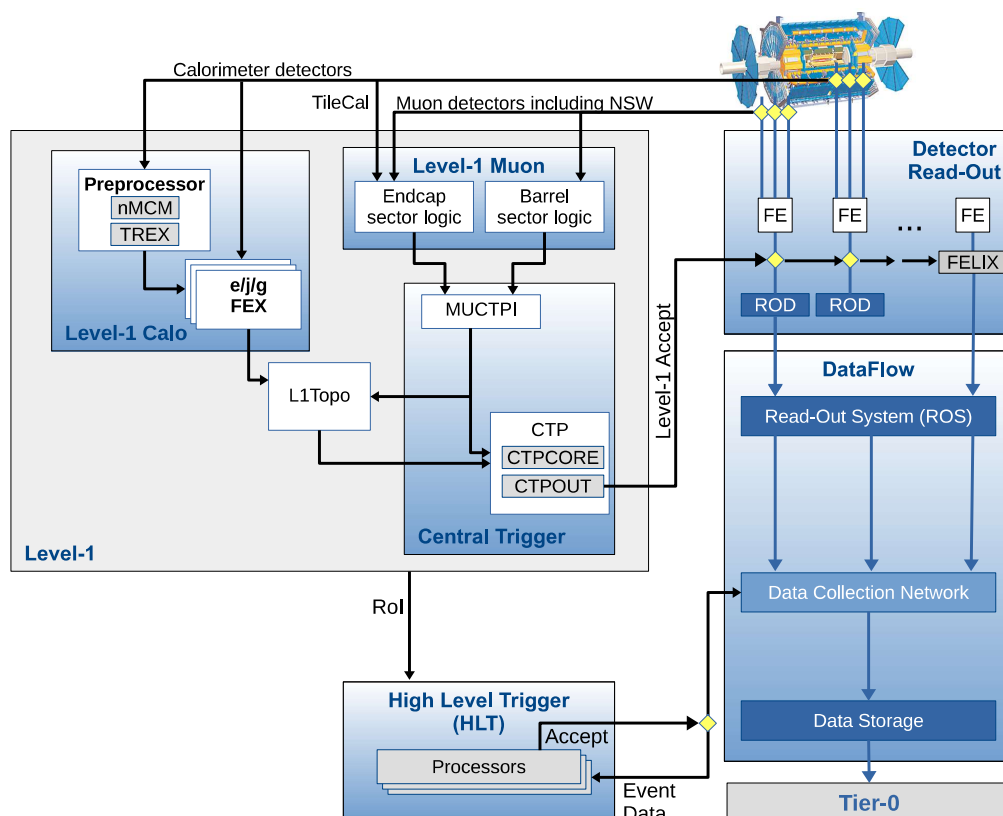 Calorimeter detectors
TileCal
Muon detectors including NSW
Detector
Read-Out
Level-1 Muon
Preprocessor
nMCM
TREX
Endcap
sector logic
Barrel
sector logic
FE
FE
...
FE
FELIX
e/j/g
FEX
Level-1 Calo
MUCTPI
ROD
ROD
Level-1 Accept
L1Topo
DataFlow
Read-Out System (ROS)
CTP
CTPCORE
CTPOUT
Central Trigger
Level-1
RoI
Data Collection Network
High Level Trigger
(HLT)
Accept
Processors
Data Storage
Event
Data
Tier-0